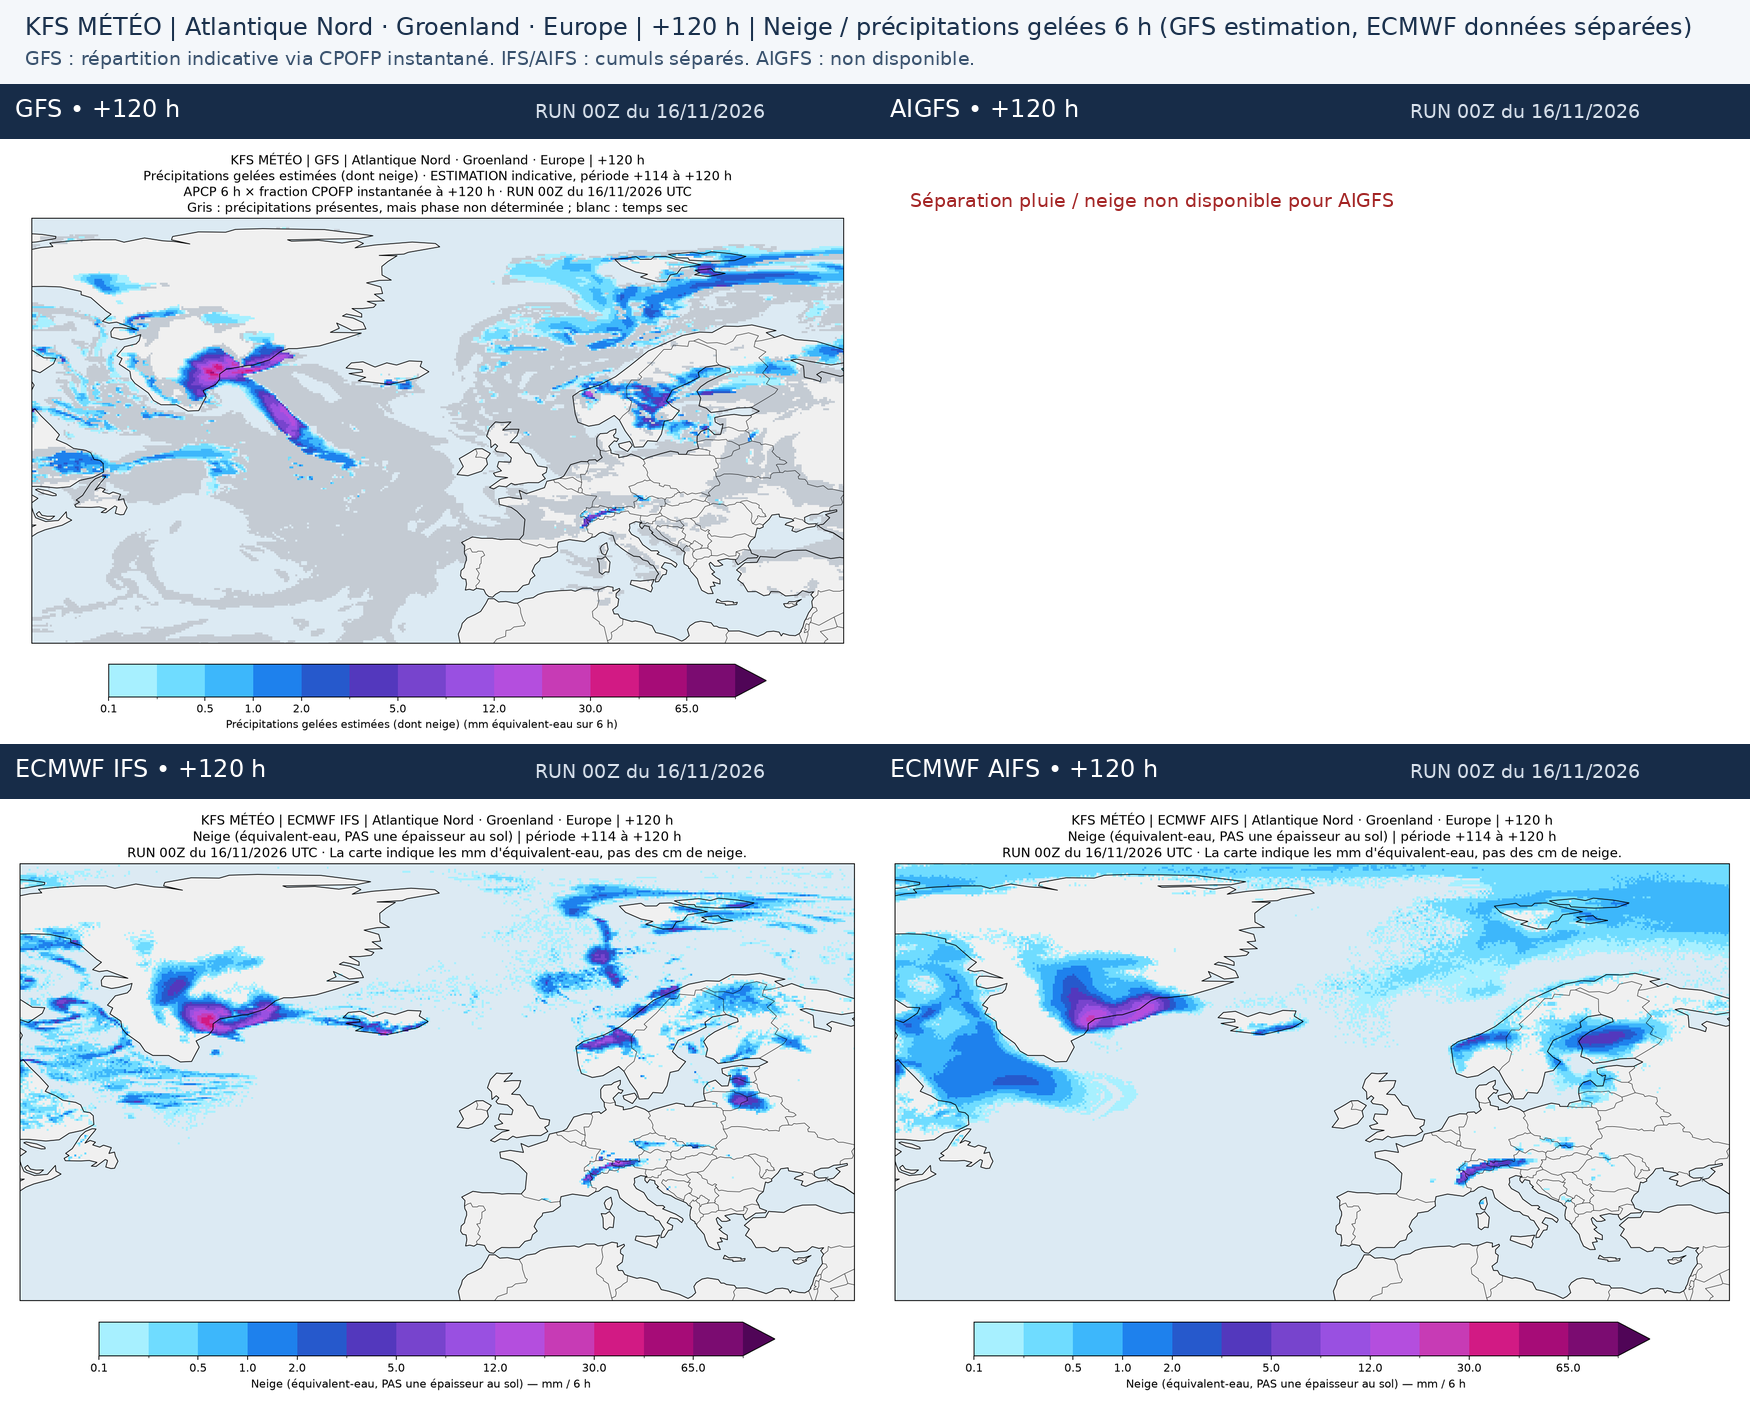 KFS MÉTÉO | Atlantique Nord · Groenland · Europe | +120 h | Neige / précipitations gelées 6 h (GFS estimation, ECMWF données séparées)
GFS : répartition indicative via CPOFP instantané. IFS/AIFS : cumuls séparés. AIGFS : non disponible.
GFS • +120 h RUN 00Z du 16/11/2026
KFS MÉTÉO | GFS | Atlantique Nord · Groenland · Europe | +120 h
Précipitations gelées estimées (dont neige) · ESTIMATION indicative, période +114 à +120 h
APCP 6 h × fraction CPOFP instantanée à +120 h · RUN 00Z du 16/11/2026 UTC
Gris : précipitations présentes, mais phase non déterminée ; blanc : temps sec
0.1 0.5 1.0 2.0 5.0 12.0 30.0 65.0
Précipitations gelées estimées (dont neige) (mm équivalent-eau sur 6 h)
AIGFS • +120 h RUN 00Z du 16/11/2026
Séparation pluie / neige non disponible pour AIGFS
ECMWF IFS • +120 h RUN 00Z du 16/11/2026
KFS MÉTÉO | ECMWF IFS | Atlantique Nord · Groenland · Europe | +120 h
Neige (équivalent-eau, PAS une épaisseur au sol) | période +114 à +120 h
RUN 00Z du 16/11/2026 UTC · La carte indique les mm d'équivalent-eau, pas des cm de neige.
0.1 0.5 1.0 2.0 5.0 12.0 30.0 65.0
Neige (équivalent-eau, PAS une épaisseur au sol) — mm / 6 h
ECMWF AIFS • +120 h RUN 00Z du 16/11/2026
KFS MÉTÉO | ECMWF AIFS | Atlantique Nord · Groenland · Europe | +120 h
Neige (équivalent-eau, PAS une épaisseur au sol) | période +114 à +120 h
RUN 00Z du 16/11/2026 UTC · La carte indique les mm d'équivalent-eau, pas des cm de neige.
0.1 0.5 1.0 2.0 5.0 12.0 30.0 65.0
Neige (équivalent-eau, PAS une épaisseur au sol) — mm / 6 h